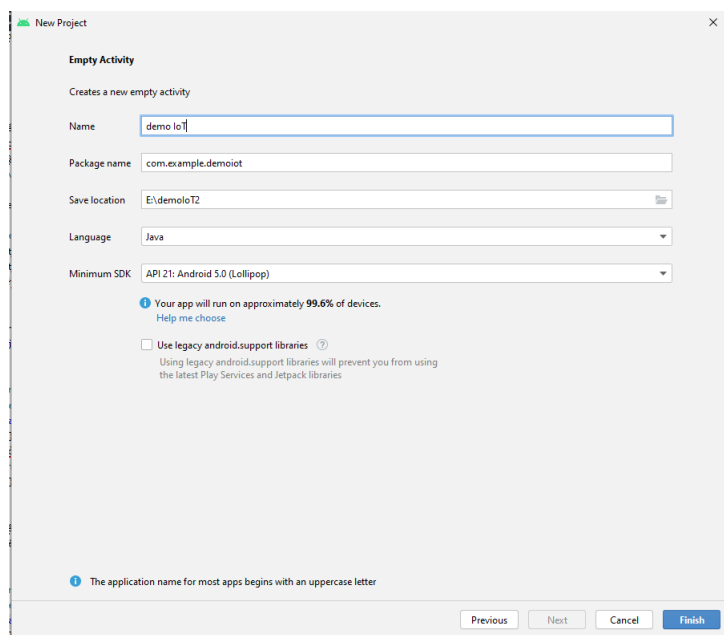 New Project
Empty Activity
Creates a new empty activity
Name demo IoT
Package name com.example.demoiot
Save location E:\demoIoT2
Language Java
Minimum SDK API 21: Android 5.0 (Lollipop)
Your app will run on approximately 99.6% of devices.
Help me choose
Use legacy android.support libraries ?
Using legacy android.support libraries will prevent you from using
the latest Play Services and Jetpack libraries
The application name for most apps begins with an uppercase letter
Previous Next Cancel Finish